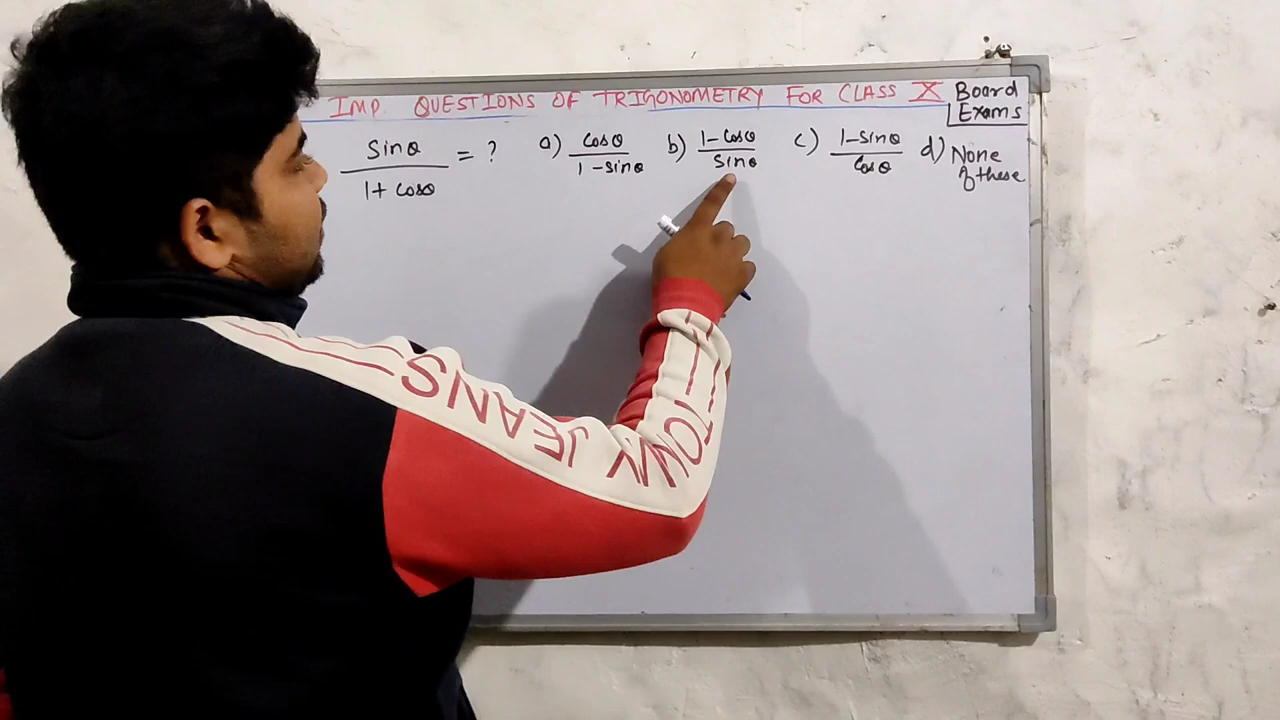 IMP. QUESTIONS OF TRIGONOMETRY FOR CLASS X Board Exams
Sinθ / 1+ Cosθ = ? a) Cosθ / 1-Sinθ b) 1-Cosθ / Sinθ c) 1-Sinθ / Cosθ d) None of these
TOMY JEANS